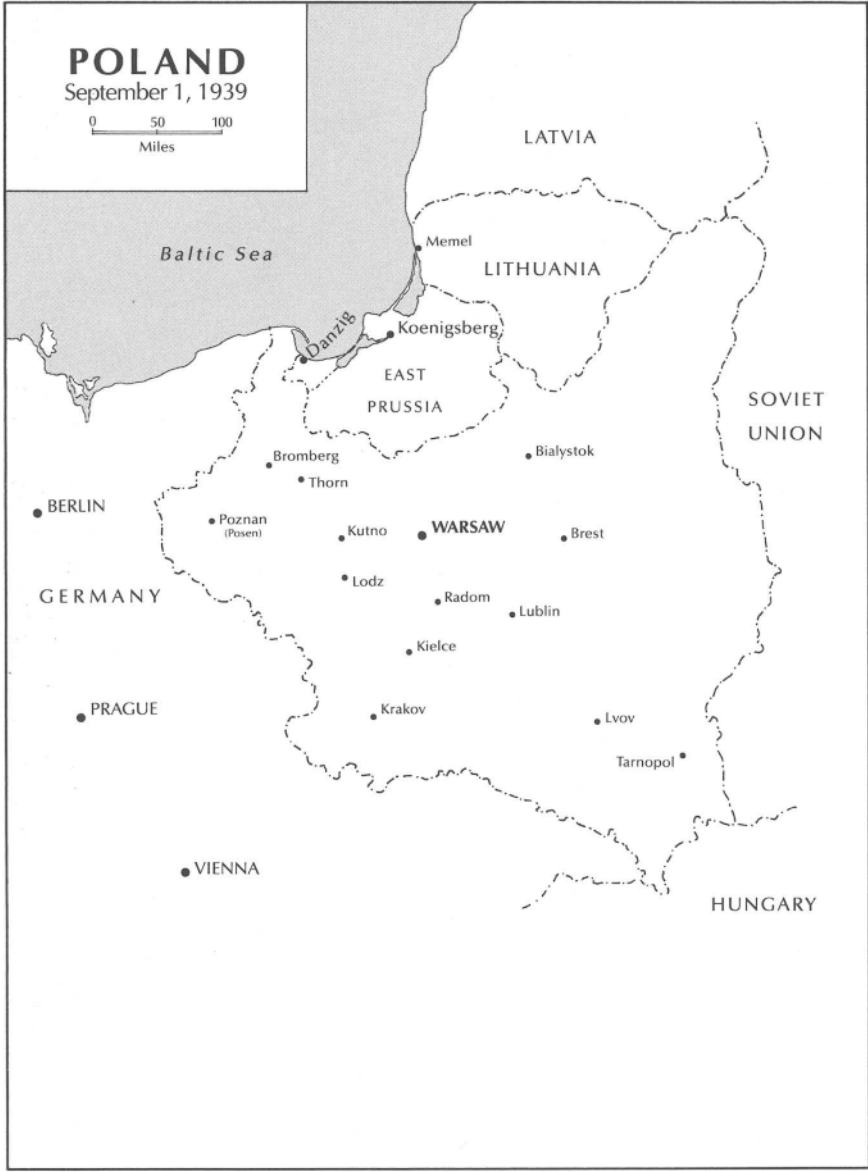 POLAND
September 1, 1939
0 50 100
Miles
LATVIA
Baltic Sea
Memel
LITHUANIA
Danzig
Koenigsberg
EAST
PRUSSIA
SOVIET
UNION
Bromberg
Bialystok
Thorn
BERLIN
Poznan
(Posen)
Kutno
WARSAW
Brest
Lodz
GERMANY
Radom
Lublin
Kielce
PRAGUE
Krakov
Lvov
Tarnopol
VIENNA
HUNGARY